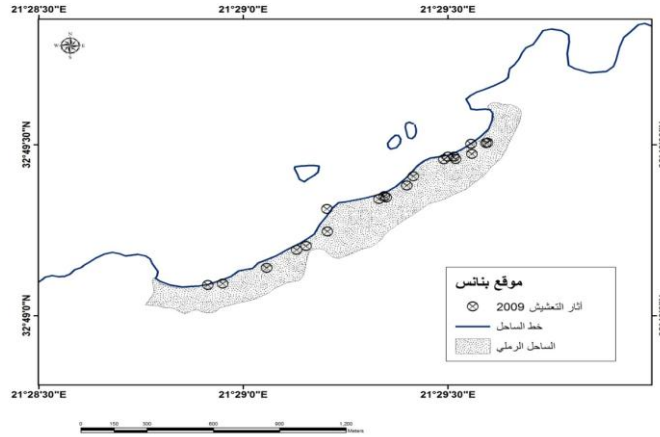 21°28'30"E 21°29'0"E 21°29'30"E
N
W E
S
32°49'30"N
32°49'0"N
موقع بنانس
آثار التعشيش 2009
خط الساحل
الساحل الرملي
21°28'30"E 21°29'0"E 21°29'30"E
0 150 300 600 900 1,200
Meters